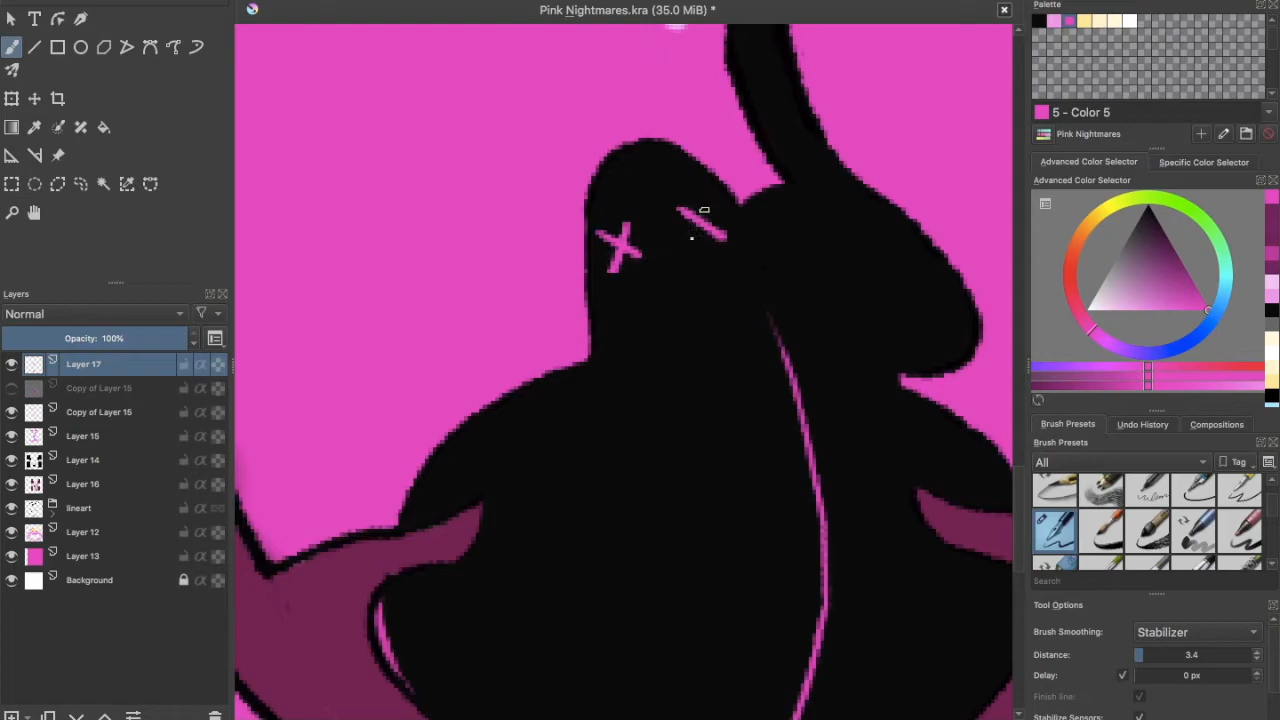 Pink Nightmares.kra (35.0 MiB) *
Palette
5 - Color 5
Pink Nightmares
Advanced Color Selector
Specific Color Selector
Advanced Color Selector
Layers
Normal
Opacity: 100%
Layer 17
Copy of Layer 15
Copy of Layer 15
Layer 15
Layer 14
Layer 16
lineart
Layer 12
Layer 13
Background
Brush Presets
Undo History
Compositions
Brush Presets
All
Tag
Search
Tool Options
Brush Smoothing:
Stabilizer
Distance:
3.4
Delay:
0 px
Finish line:
Stabilize Sensors: